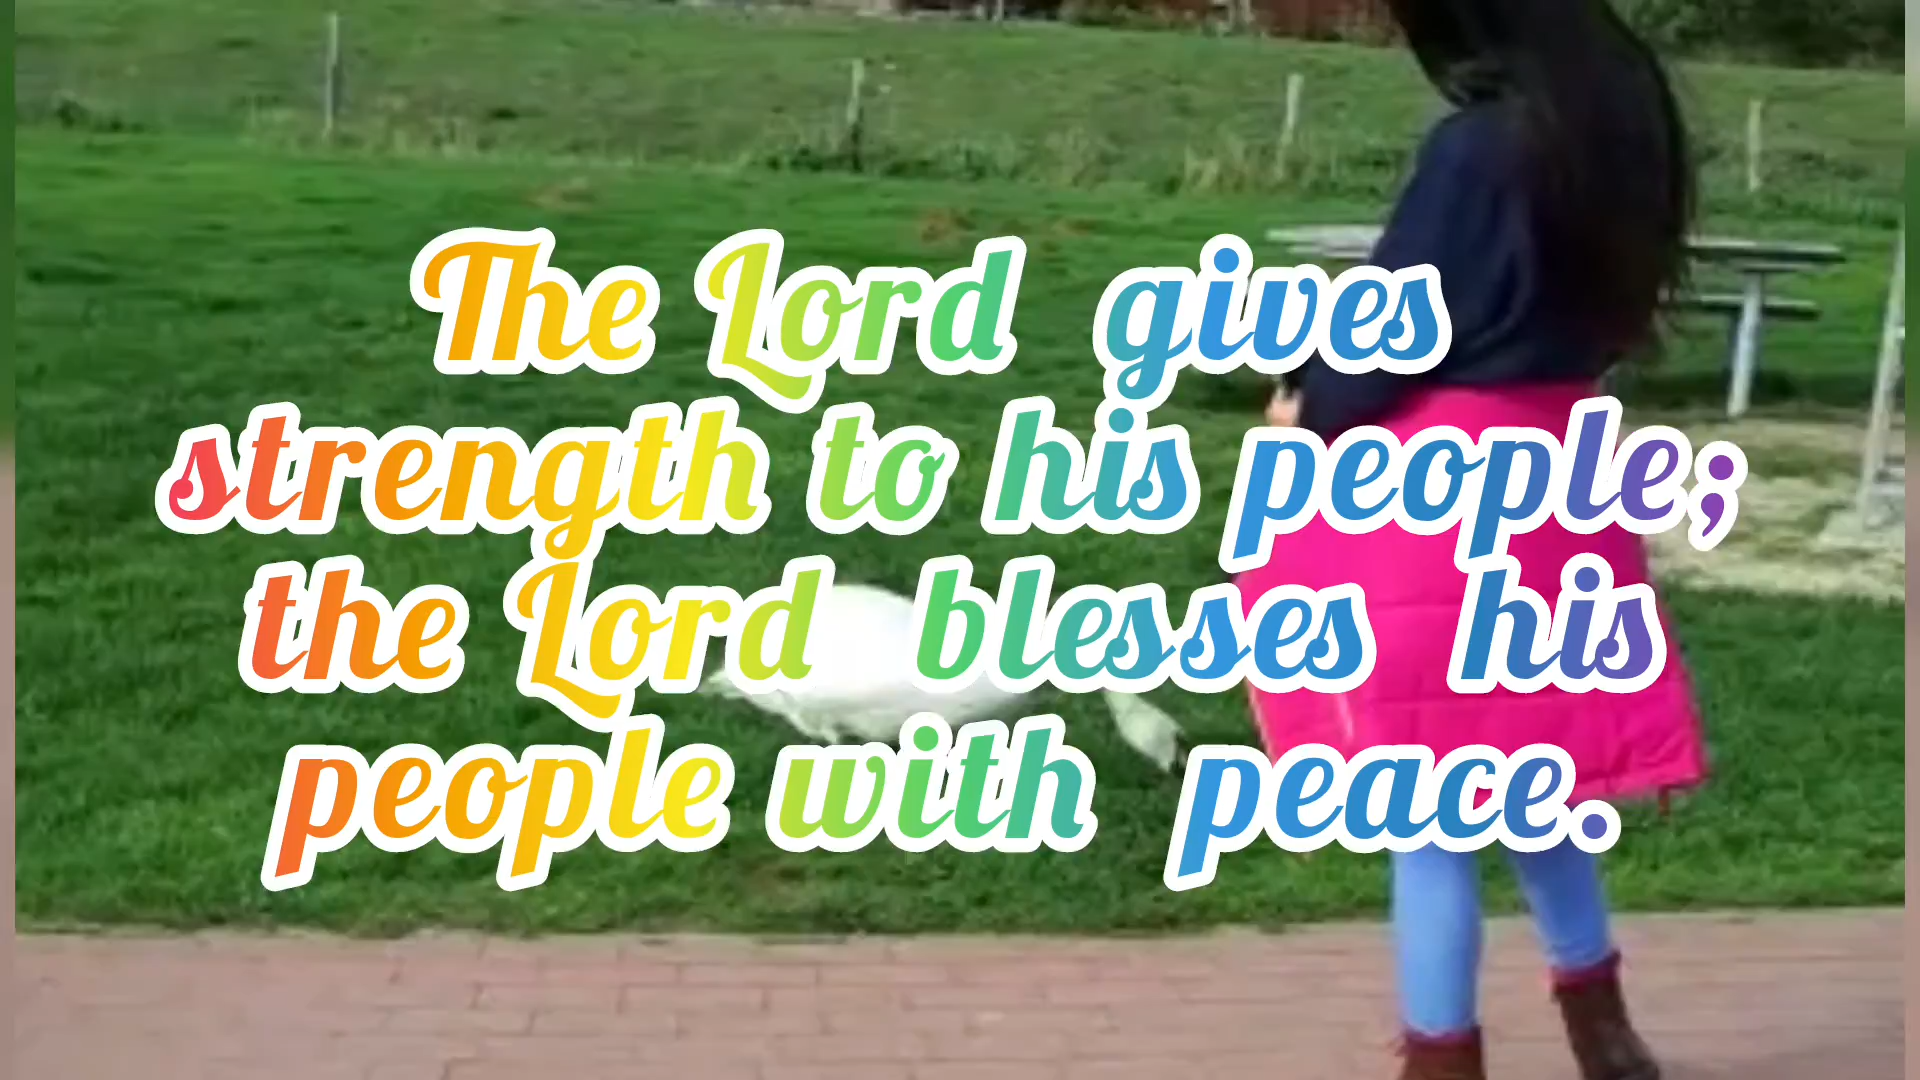 The Lord gives
strength to his people;
the Lord blesses his
people with peace.